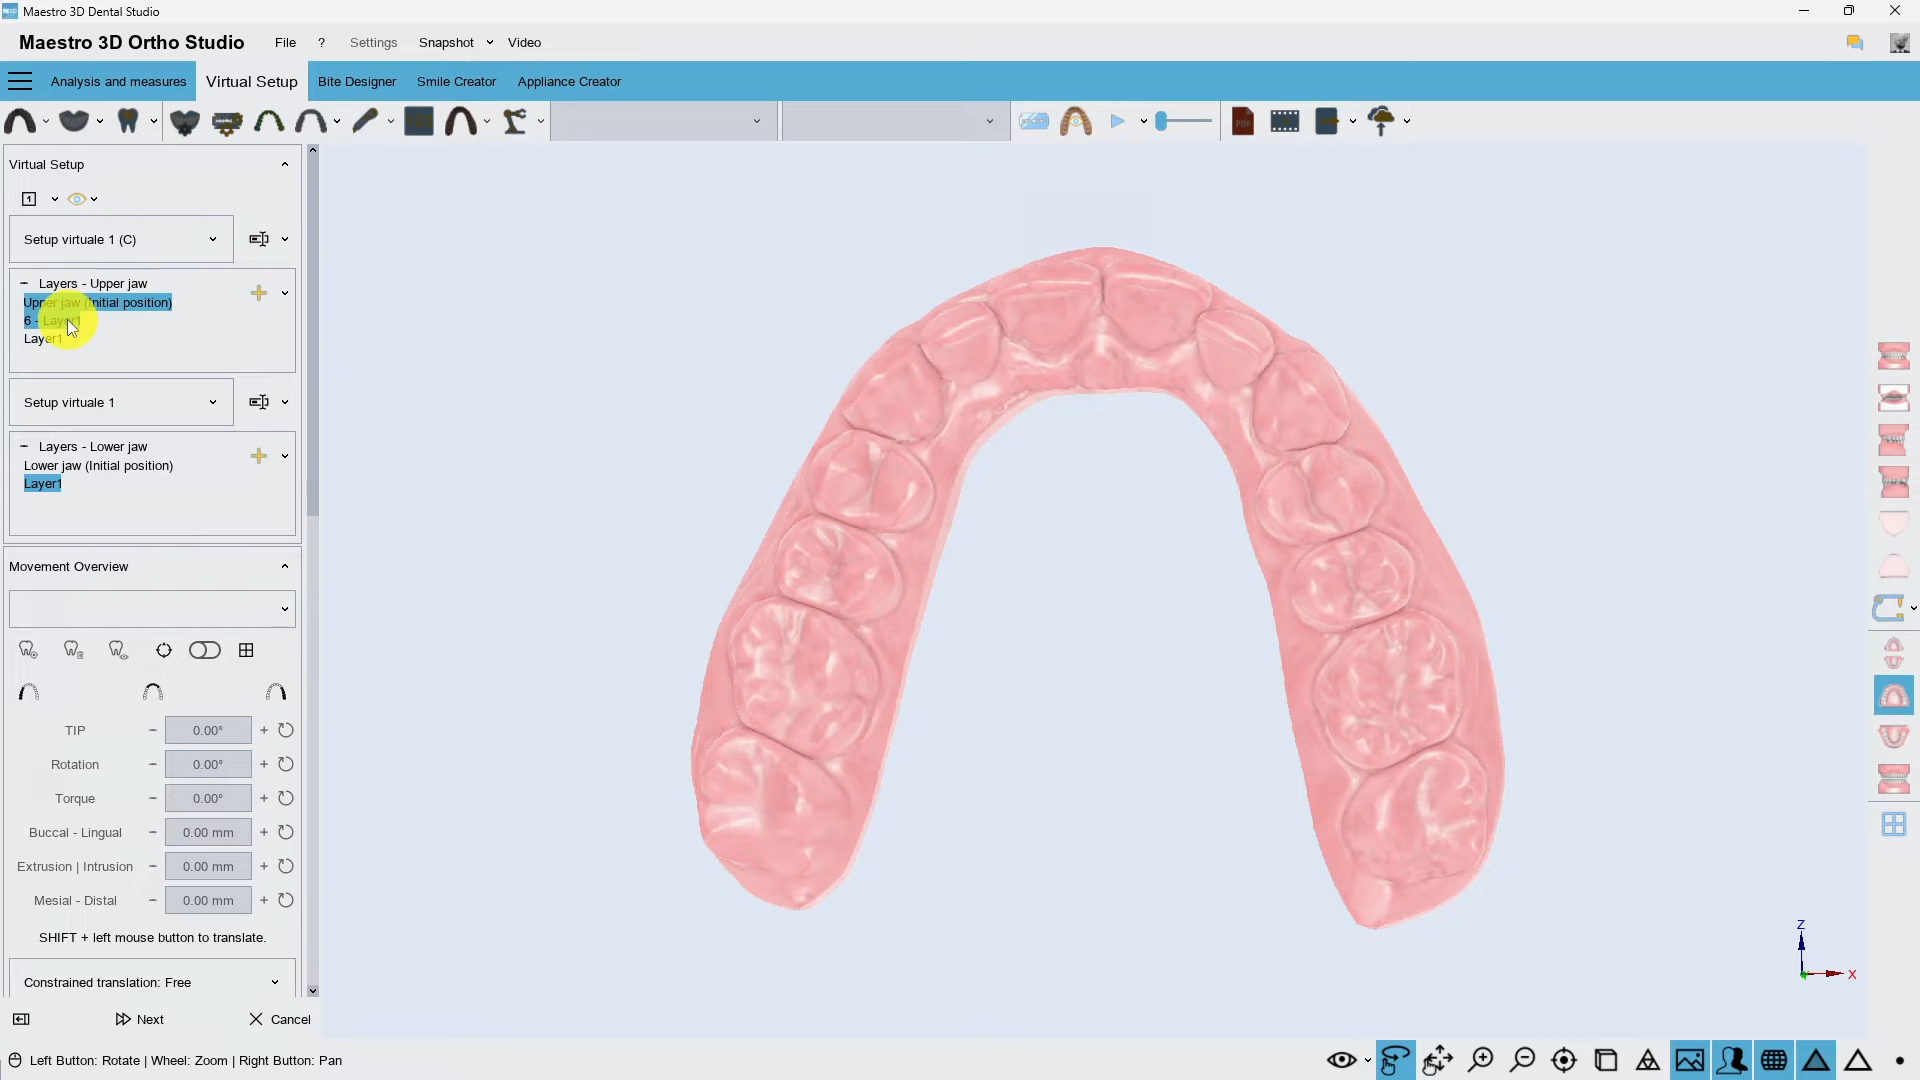 Maestro 3D Dental Studio
Maestro 3D Ortho Studio File ? Settings Snapshot Video
Analysis and measures Virtual Setup Bite Designer Smile Creator Appliance Creator
PDF
Virtual Setup
1
Setup virtuale 1 (C)
Layers - Upper jaw
Upper jaw (Initial position)
6 - Layer1
Layer1
Setup virtuale 1
Layers - Lower jaw
Lower jaw (Initial position)
Layer1
Movement Overview
TIP - 0.00° +
Rotation - 0.00° +
Torque - 0.00° +
Buccal - Lingual - 0.00 mm +
Extrusion | Intrusion - 0.00 mm +
Mesial - Distal - 0.00 mm +
SHIFT + left mouse button to translate.
Constrained translation: Free
Z
X
Next Cancel
Left Button: Rotate | Wheel: Zoom | Right Button: Pan